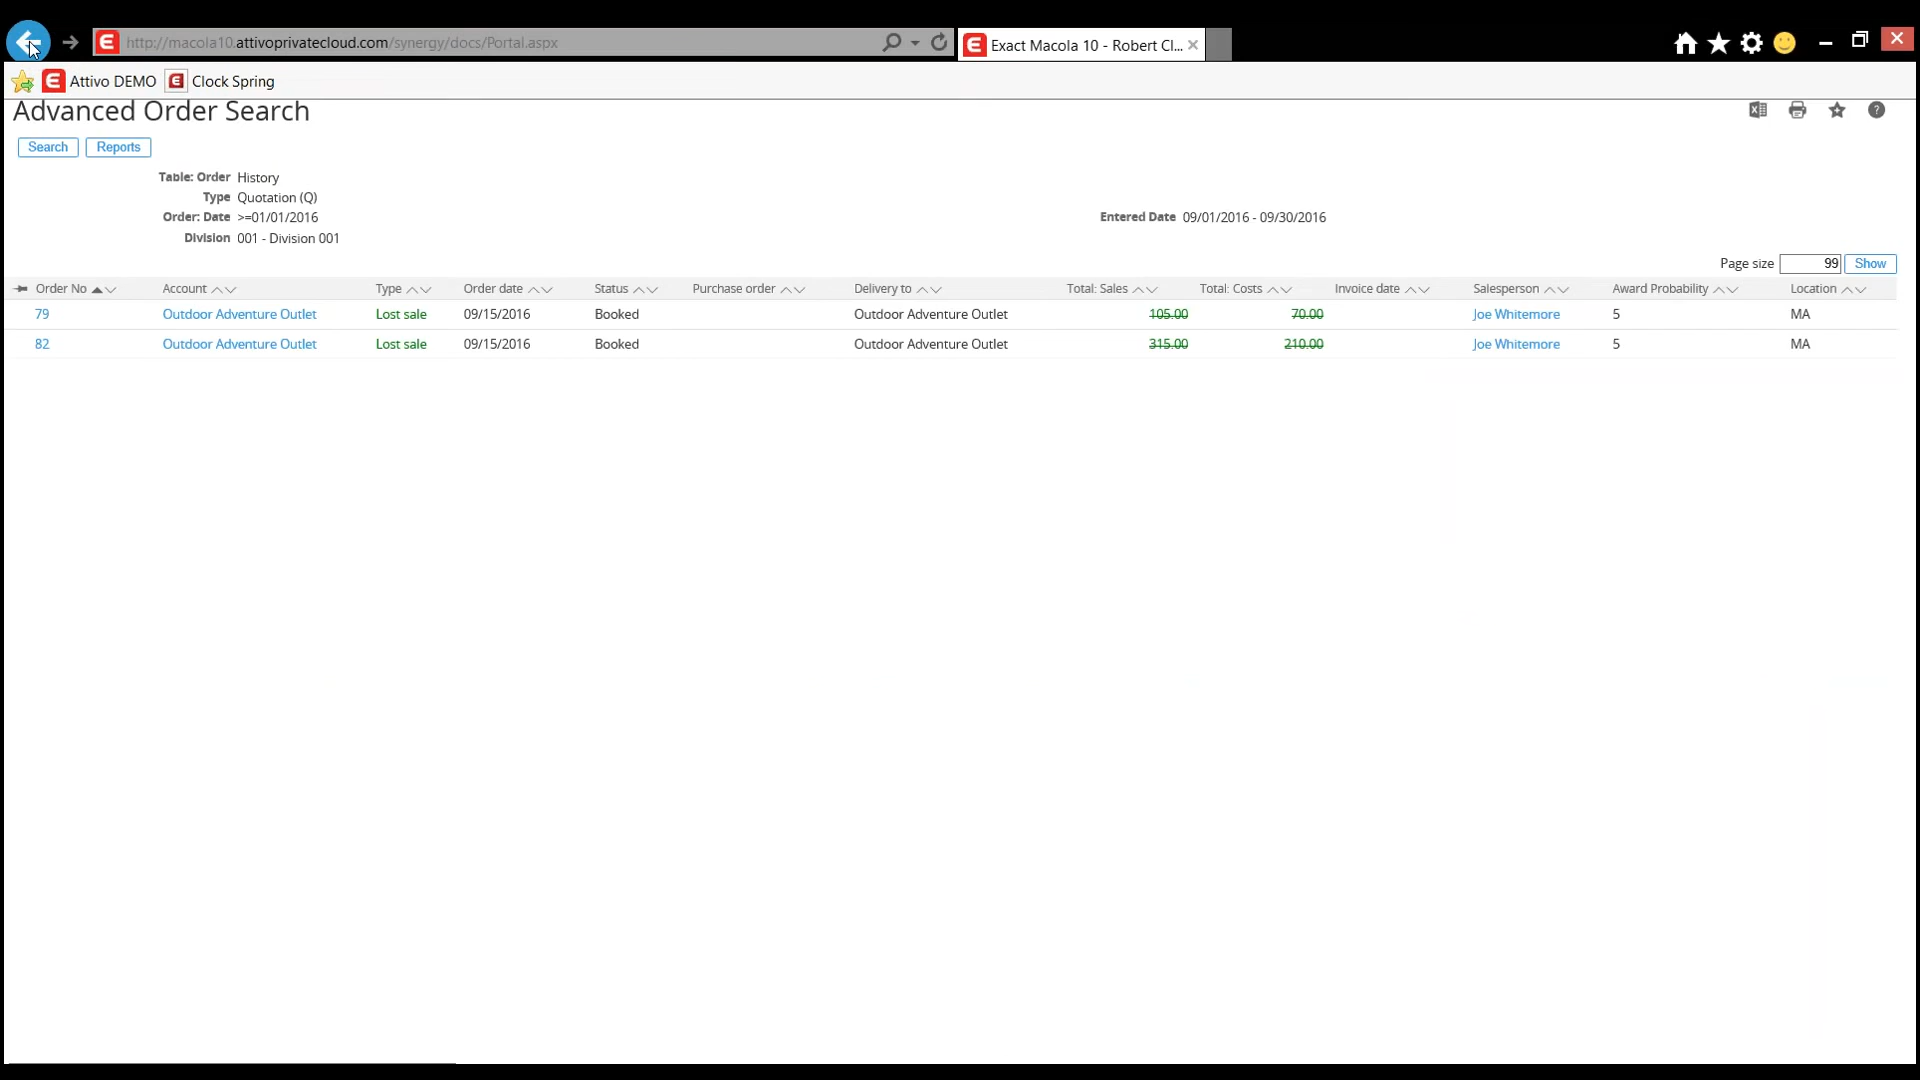 http://macola10.attivoprivatecloud.com/synergy/docs/Portal.aspx
Exact Macola 10 - Robert Cl...
Attivo DEMO
Clock Spring
Advanced Order Search
Search Reports
Table: Order History
Type Quotation (Q)
Order: Date >=01/01/2016 Entered Date 09/01/2016 - 09/30/2016
Division 001 - Division 001
Page size 99 Show
Order No Account Type Order date Status Purchase order Delivery to Total: Sales Total: Costs Invoice date Salesperson Award Probability Location
79 Outdoor Adventure Outlet Lost sale 09/15/2016 Booked Outdoor Adventure Outlet 105.00 70.00 Joe Whitemore 5 MA
82 Outdoor Adventure Outlet Lost sale 09/15/2016 Booked Outdoor Adventure Outlet 315.00 210.00 Joe Whitemore 5 MA